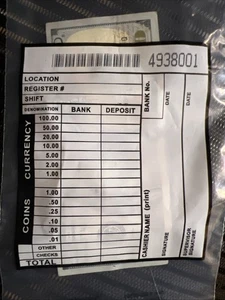 4938001
LOCATION
REGISTER #
SHIFT
DENOMINATION BANK DEPOSIT
CURRENCY
100.00
50.00
20.00
10.00
5.00
2.00
1.00
COINS
1.00
.50
.25
.10
.05
.01
OTHER
CHECKS
TOTAL
BANK No.
DATE
DATE
CASHIER NAME (print)
CASHIER SIGNATURE
SUPERVISOR SIGNATURE